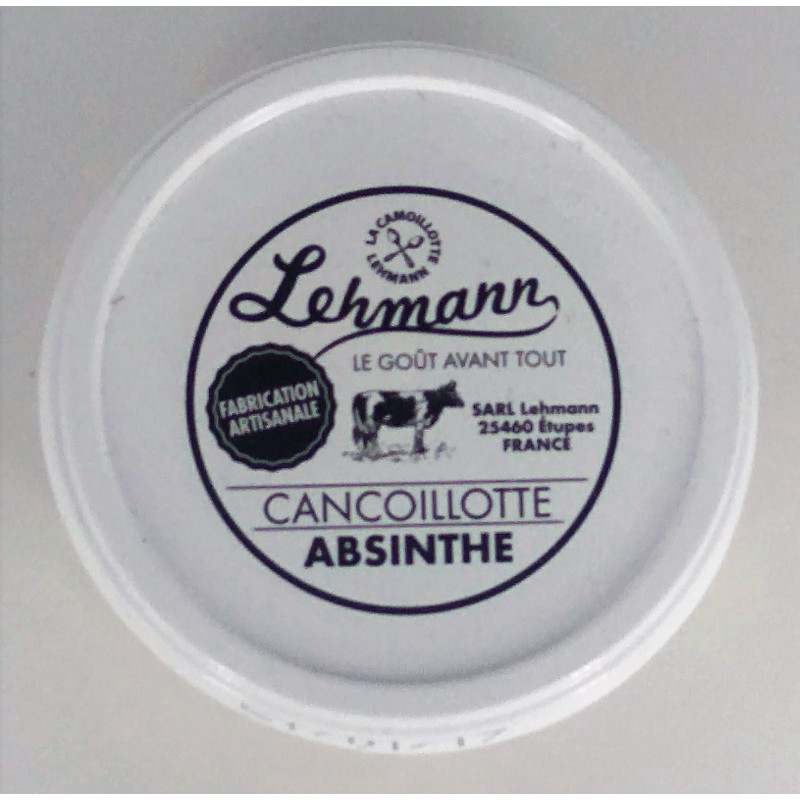 LA CAMOILLOTTE
LEHMANN
Lehmann
LE GOÛT AVANT TOUT
FABRICATION
ARTISANALE
SARL Lehmann
25460 Étupes
FRANCE
CANCOILLOTTE
ABSINTHE